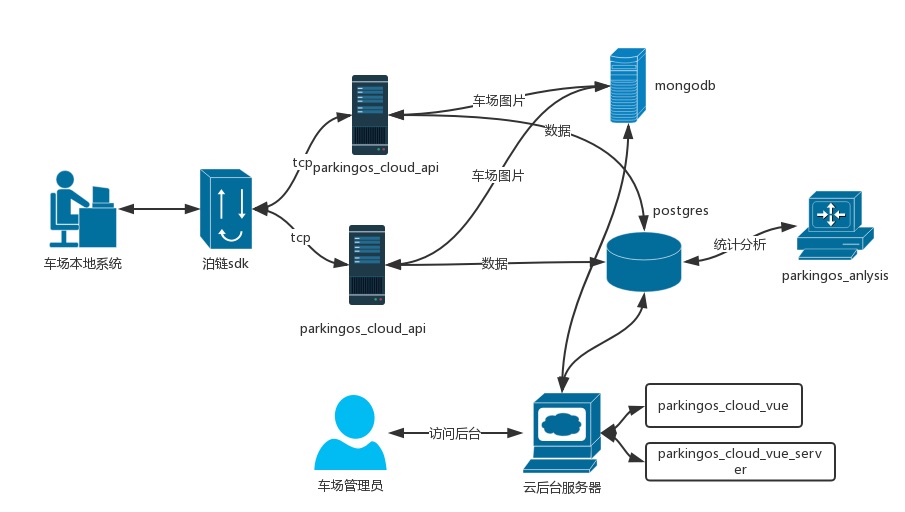 mongodb
车场图片
数据
tcp
parkingos_cloud_api
车场图片
postgres
tcp
统计分析
车场本地系统
泊链sdk
数据
parkingos_anlysis
parkingos_cloud_api
parkingos_cloud_vue
访问后台
parkingos_cloud_vue_serv
er
车场管理员
云后台服务器